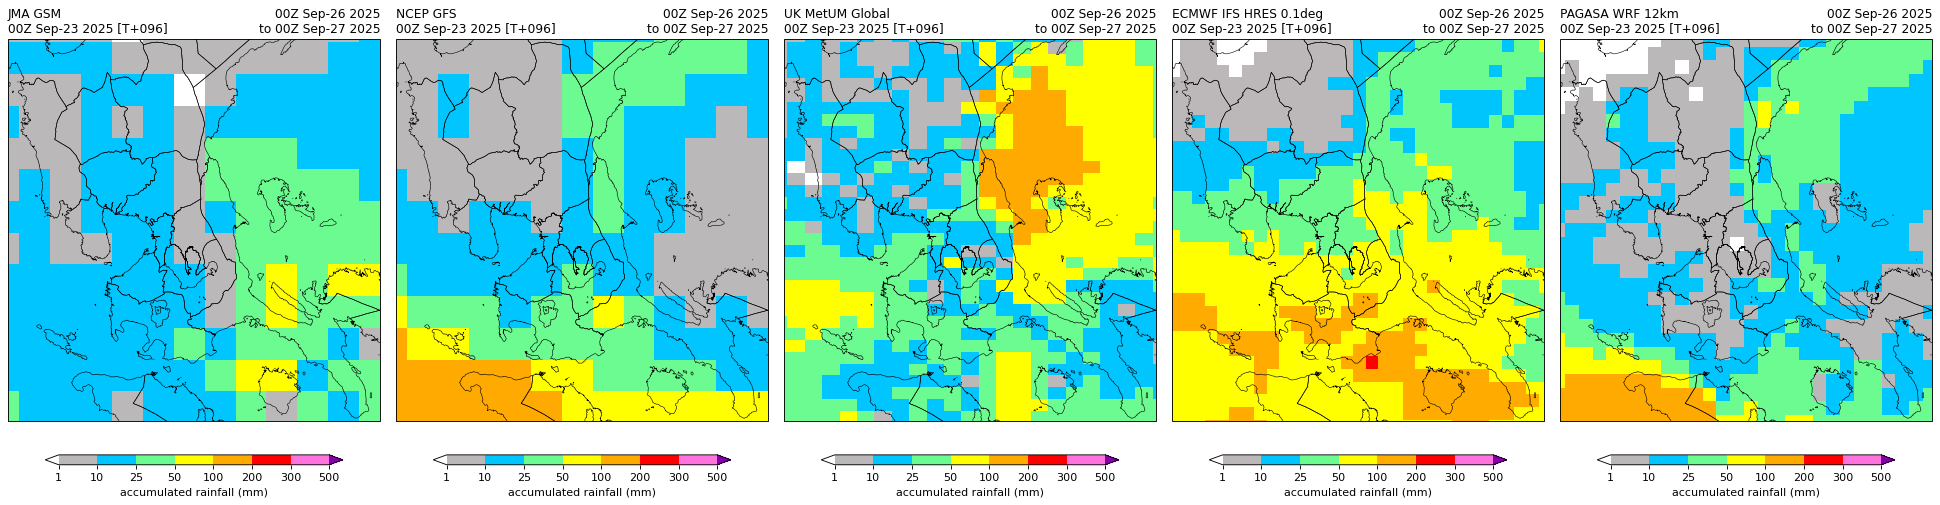 JMA GSM 00Z Sep-26 2025
00Z Sep-23 2025 [T+096] to 00Z Sep-27 2025
1 10 25 50 100 200 300 500
accumulated rainfall (mm)
NCEP GFS 00Z Sep-26 2025
00Z Sep-23 2025 [T+096] to 00Z Sep-27 2025
1 10 25 50 100 200 300 500
accumulated rainfall (mm)
UK MetUM Global 00Z Sep-26 2025
00Z Sep-23 2025 [T+096] to 00Z Sep-27 2025
1 10 25 50 100 200 300 500
accumulated rainfall (mm)
ECMWF IFS HRES 0.1deg 00Z Sep-26 2025
00Z Sep-23 2025 [T+096] to 00Z Sep-27 2025
1 10 25 50 100 200 300 500
accumulated rainfall (mm)
PAGASA WRF 12km 00Z Sep-26 2025
00Z Sep-23 2025 [T+096] to 00Z Sep-27 2025
1 10 25 50 100 200 300 500
accumulated rainfall (mm)